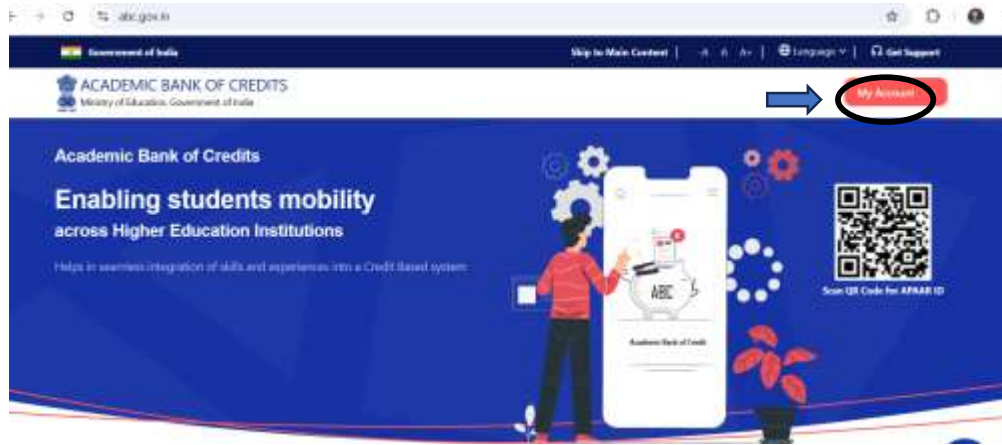 abc.gov.in
Government of India
Skip to Main Content | -A A A+ | Language | Get Support
ACADEMIC BANK OF CREDITS
Ministry of Education, Government of India
My Account
Academic Bank of Credits
Enabling students mobility
across Higher Education Institutions
Helps in seamless integration of skills and experiences into a Credit Based system
ABC
Academic Bank of Credit
Scan QR Code for APAAR ID